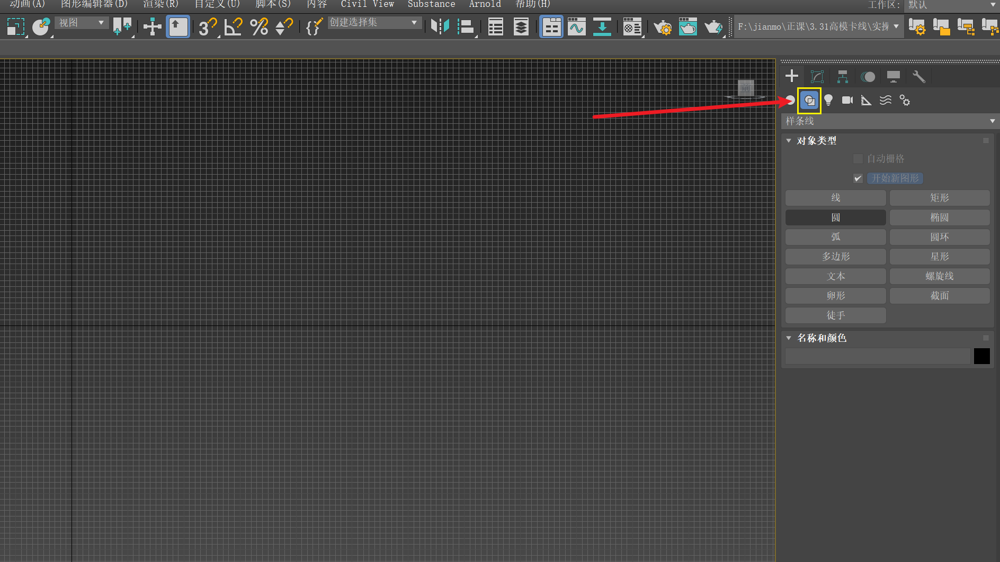 动画(A) 图形编辑器(D) 渲染(R) 自定义(U) 脚本(S) 内容 Civil View Substance Arnold 帮助(H) 工作区: 默认
视图 3 创建选择集 F:\jianmo\正课\3.31高模卡线\实操
前
样条线
对象类型
自动栅格
开始新图形
线 矩形
圆 椭圆
弧 圆环
多边形 星形
文本 螺旋线
卵形 截面
徒手
名称和颜色